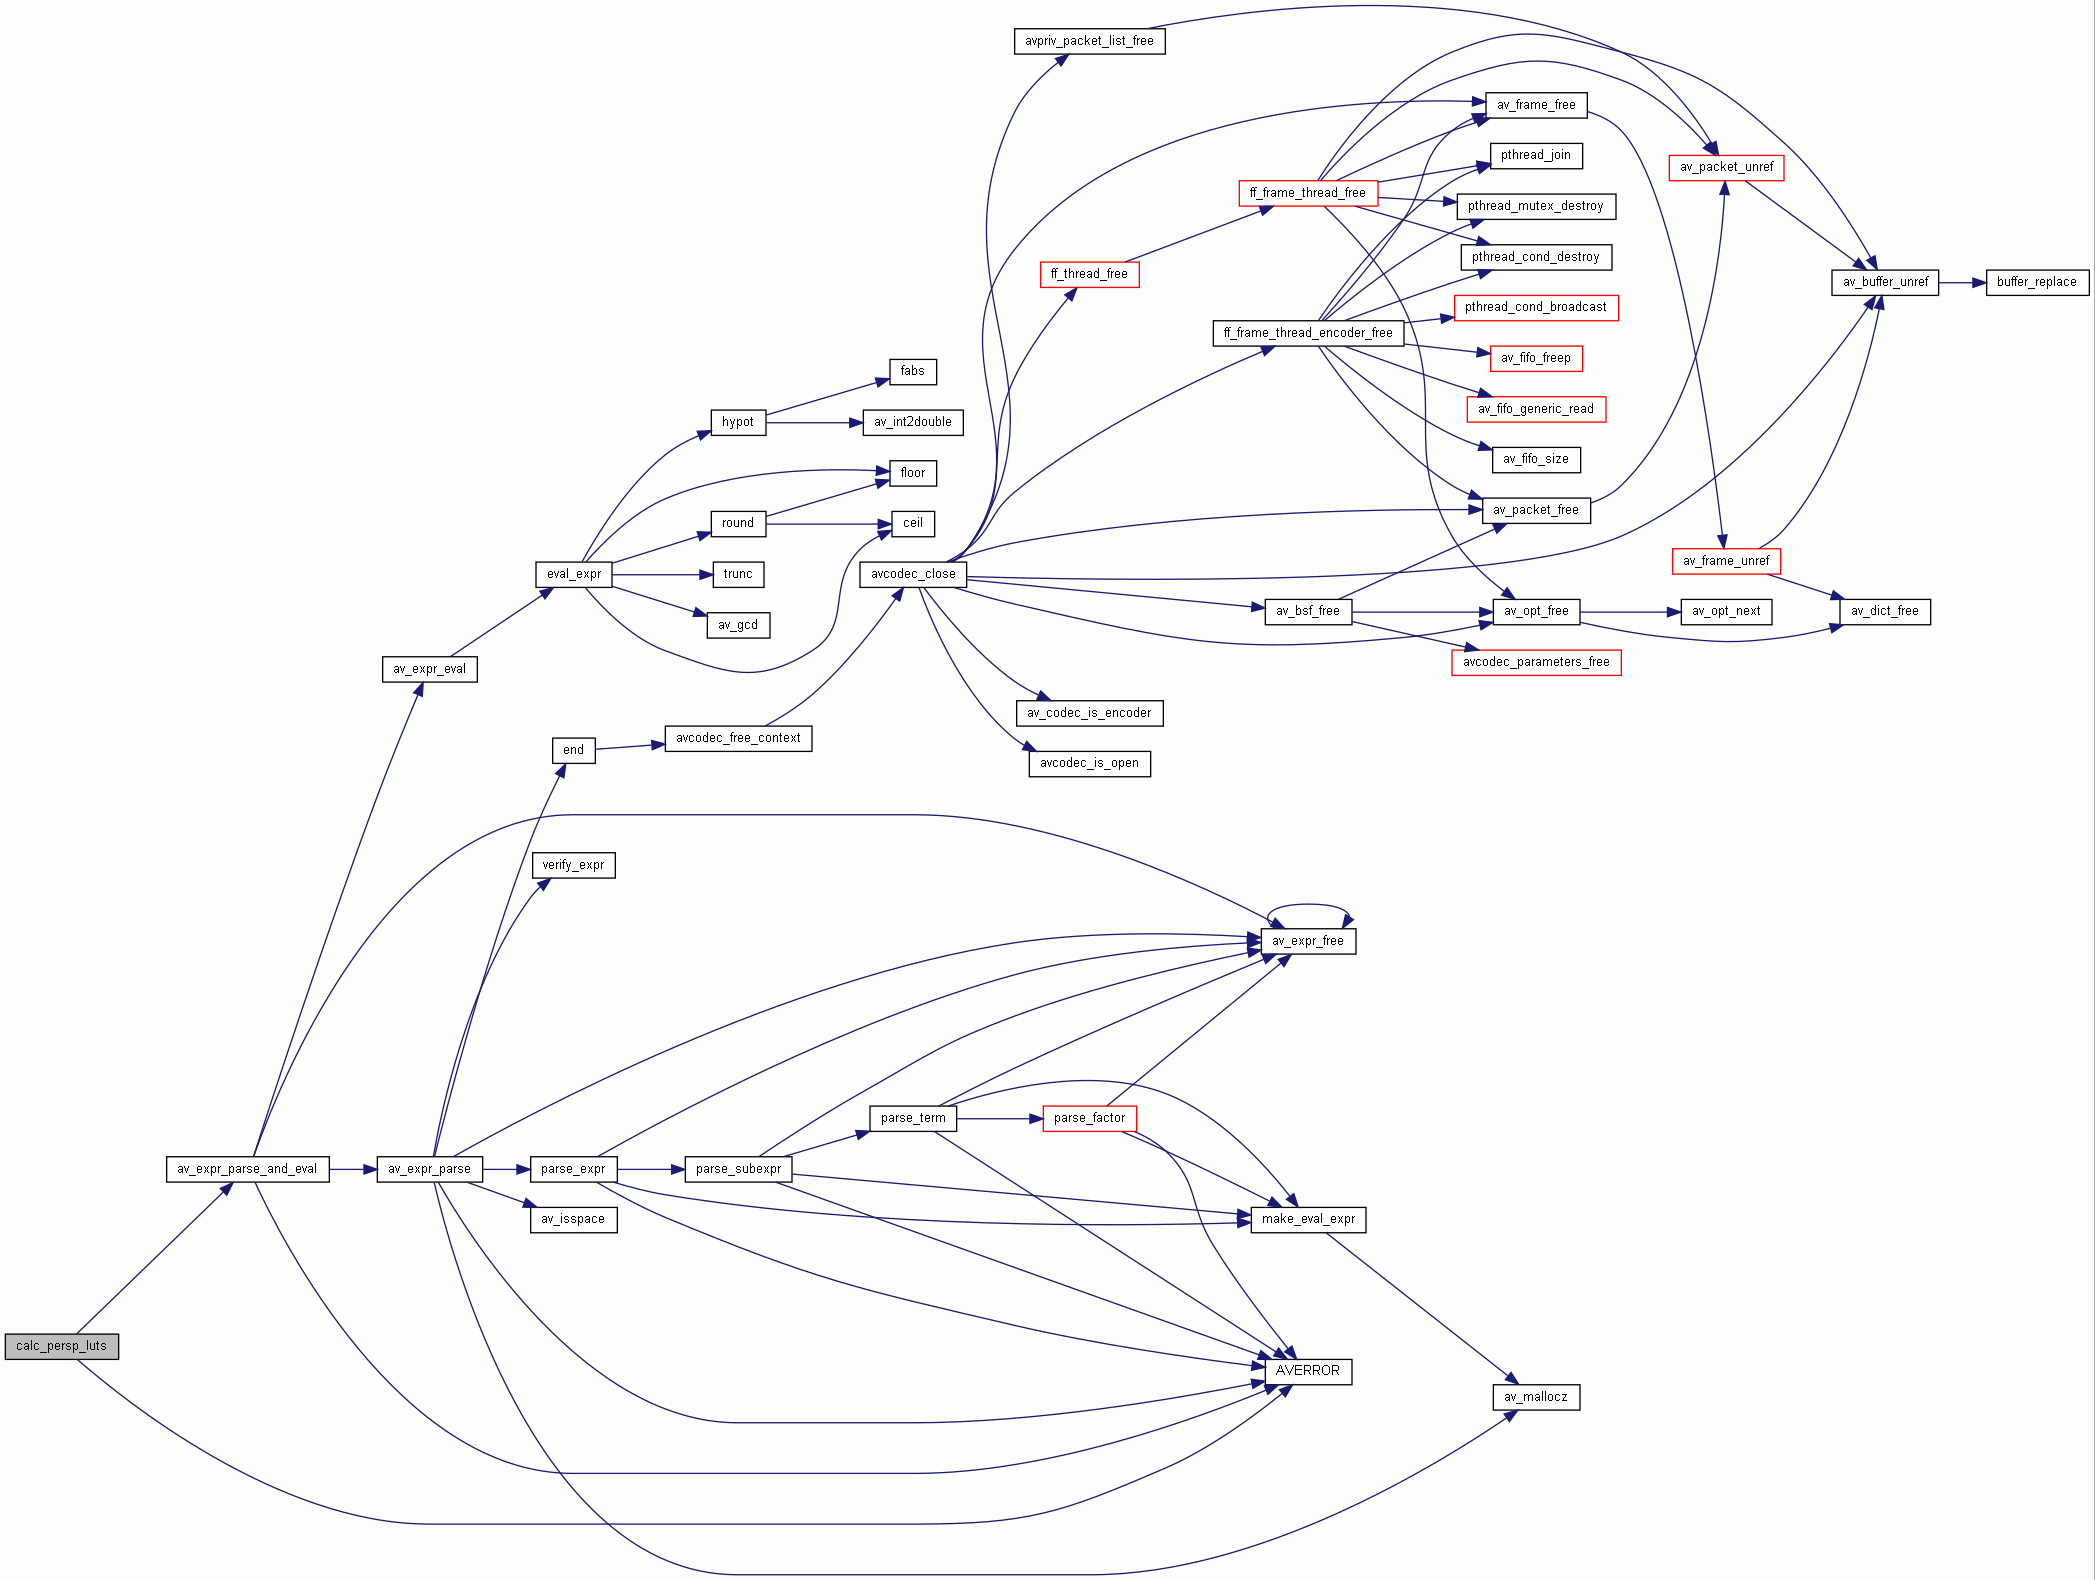 avpriv_packet_list_free
av_frame_free
pthread_join
av_packet_unref
ff_frame_thread_free
pthread_mutex_destroy
pthread_cond_destroy
ff_thread_free
av_buffer_unref
buffer_replace
pthread_cond_broadcast
ff_frame_thread_encoder_free
av_fifo_freep
fabs
av_fifo_generic_read
hypot
av_int2double
av_fifo_size
floor
av_packet_free
round
ceil
av_frame_unref
eval_expr
trunc
avcodec_close
av_bsf_free
av_opt_free
av_opt_next
av_dict_free
av_gcd
avcodec_parameters_free
av_expr_eval
av_codec_is_encoder
avcodec_free_context
end
avcodec_is_open
verify_expr
av_expr_free
parse_term
parse_factor
av_expr_parse_and_eval
av_expr_parse
parse_expr
parse_subexpr
av_isspace
make_eval_expr
calc_persp_luts
AVERROR
av_mallocz